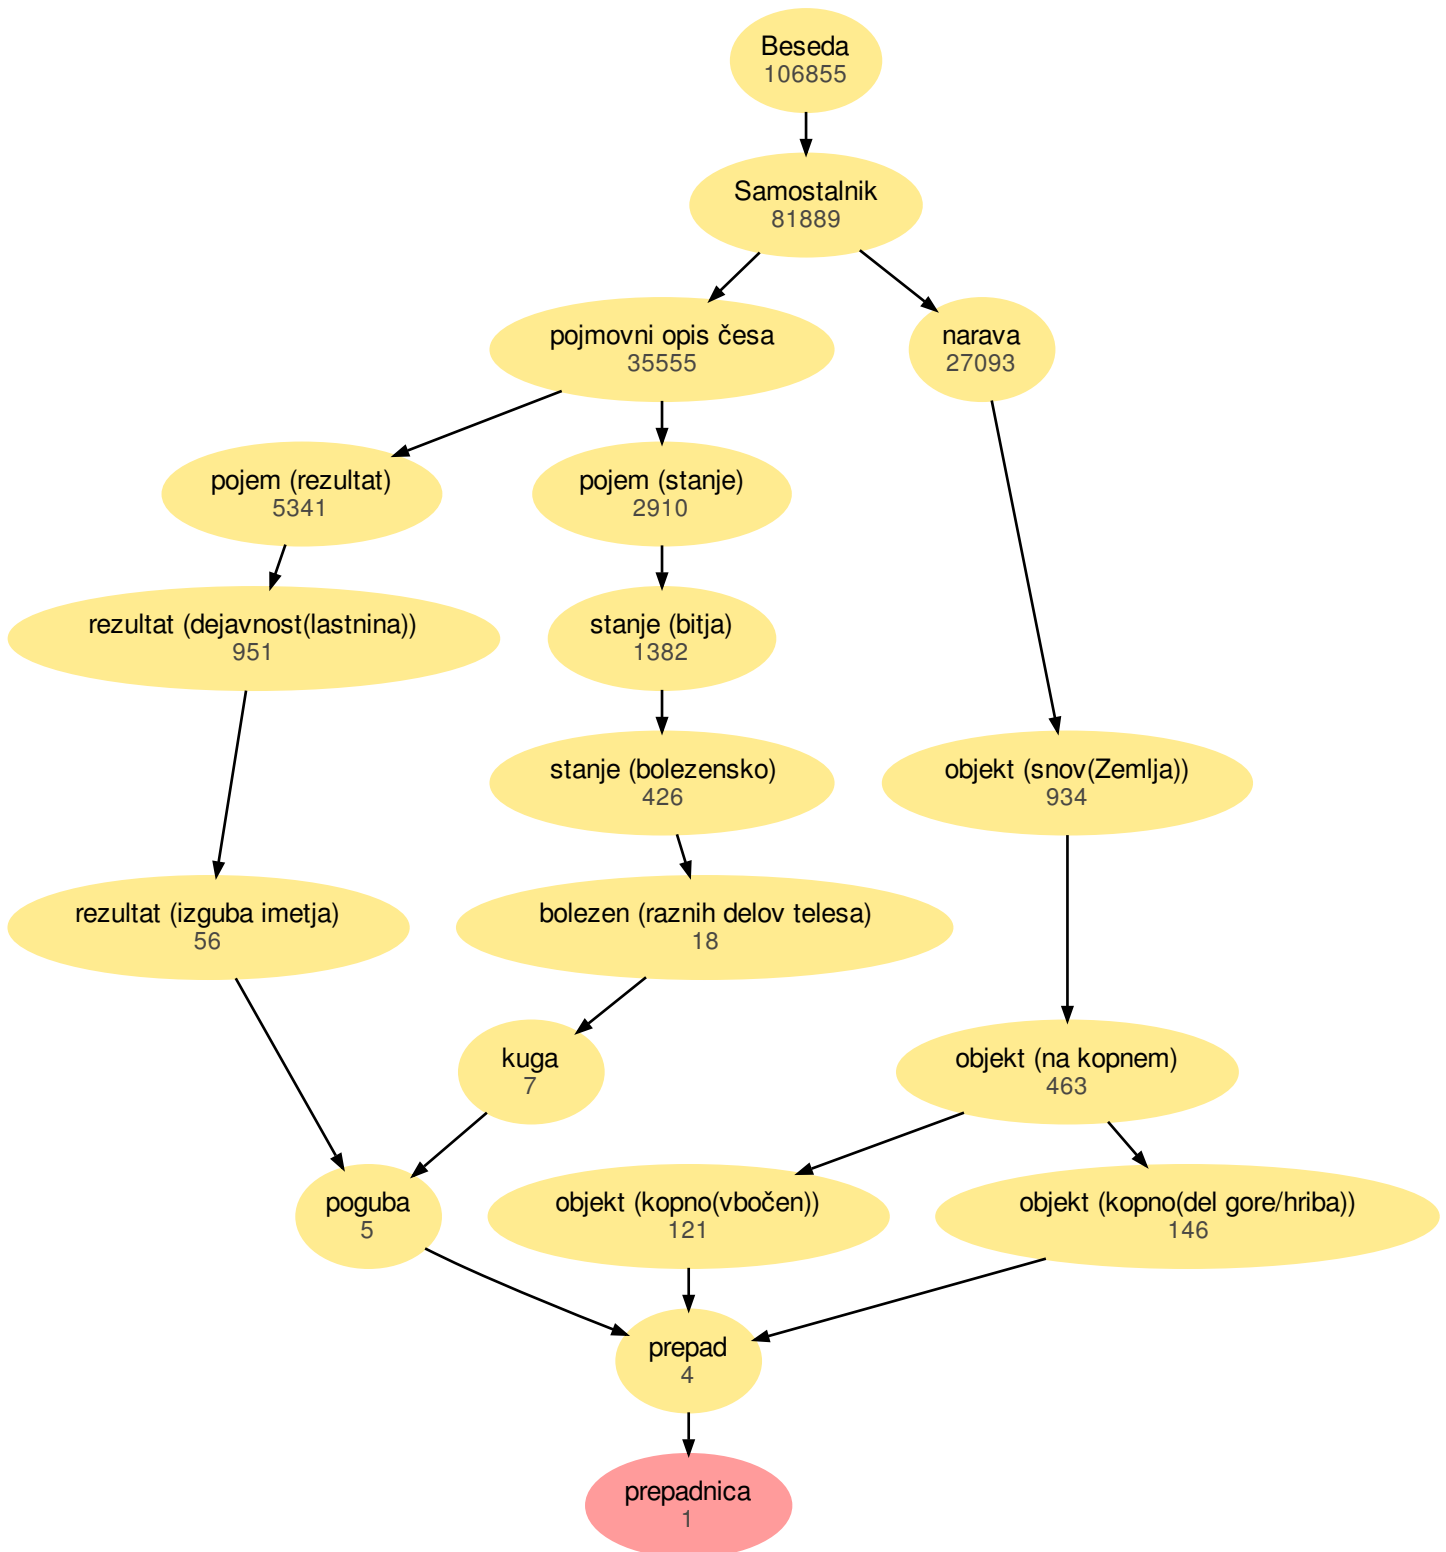 Beseda
106855
Samostalnik
81889
pojmovni opis česa
35555
narava
27093
pojem (rezultat)
5341
pojem (stanje)
2910
rezultat (dejavnost(lastnina))
951
stanje (bitja)
1382
stanje (bolezensko)
426
objekt (snov(Zemlja))
934
rezultat (izguba imetja)
56
bolezen (raznih delov telesa)
18
kuga
7
objekt (na kopnem)
463
poguba
5
objekt (kopno(vbočen))
121
objekt (kopno(del gore/hriba))
146
prepad
4
prepadnica
1